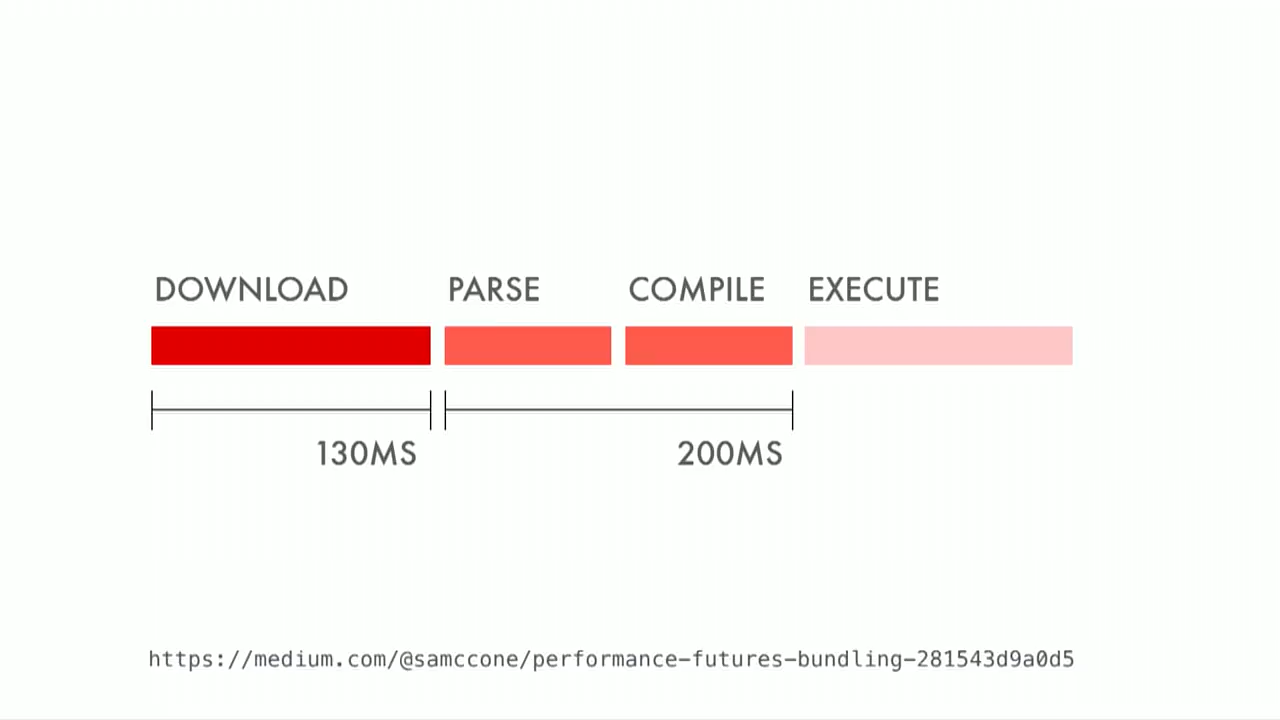 DOWNLOAD PARSE COMPILE EXECUTE
130MS 200MS
https://medium.com/@samccone/performance-futures-bundling-281543d9a0d5